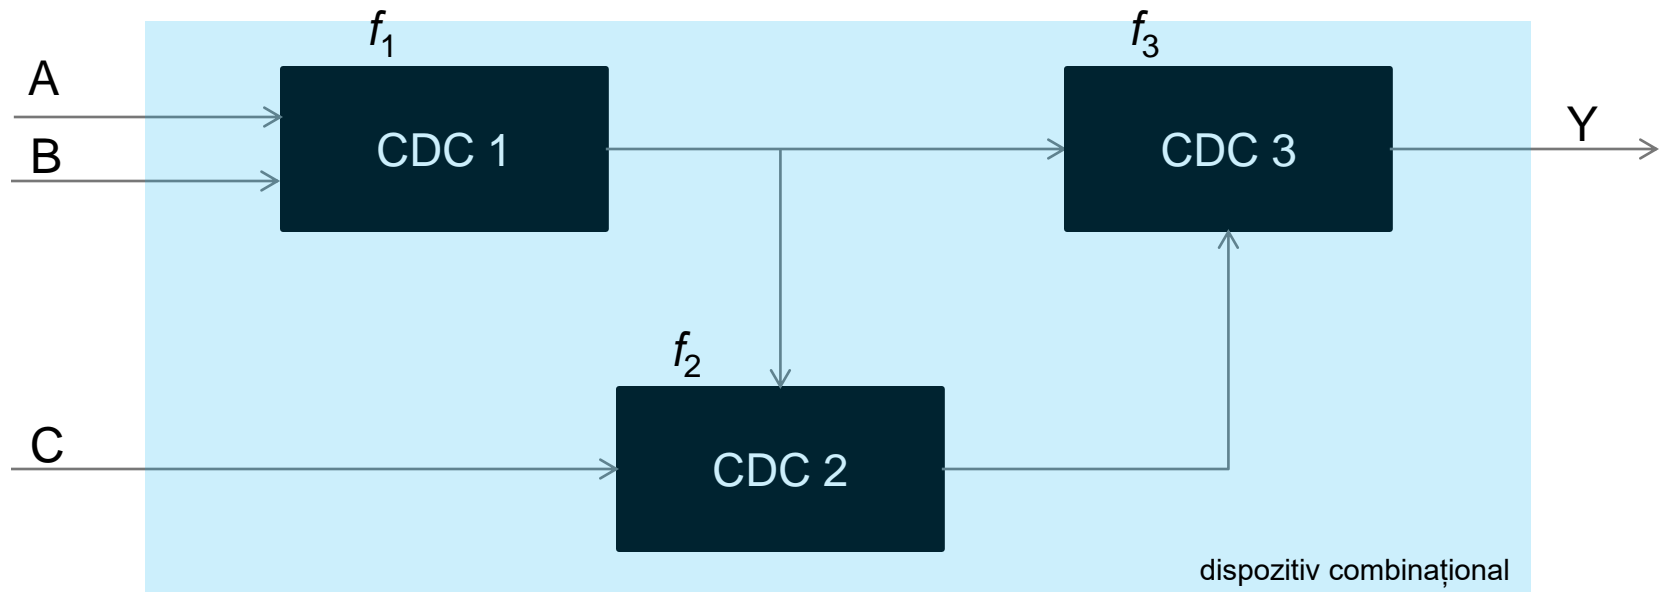 f1
f3
A
CDC 1
CDC 3
Y
B
f2
C
CDC 2
dispozitiv combinațional